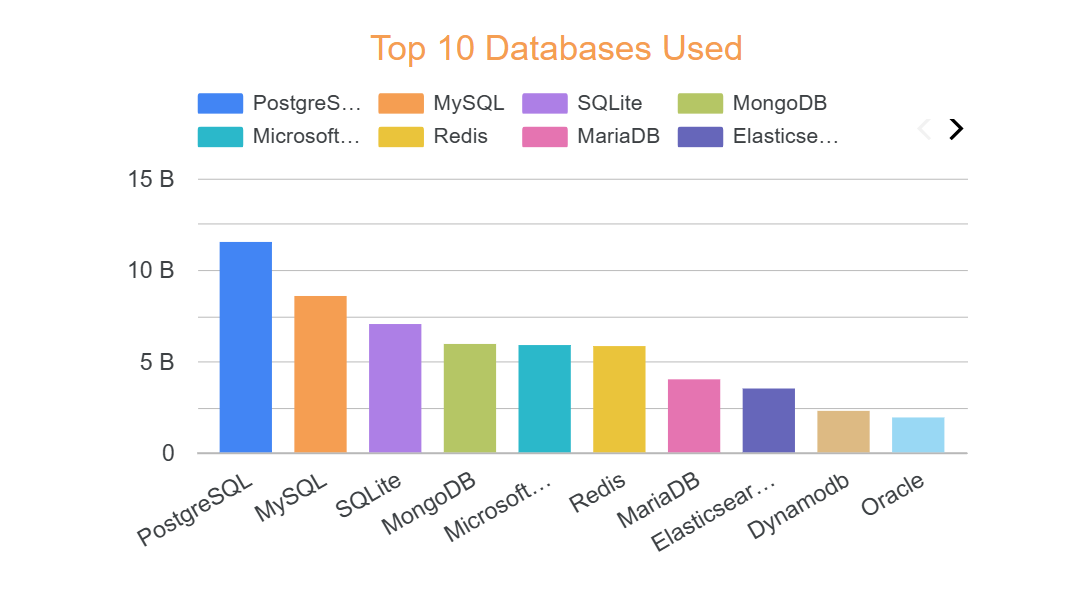 Top 10 Databases Used
PostgreS… MySQL SQLite MongoDB
Microsoft… Redis MariaDB Elasticse…
15 B
10 B
5 B
0
PostgreSQL MySQL SQLite MongoDB Microsoft… Redis MariaDB Elasticsear… Dynamodb Oracle